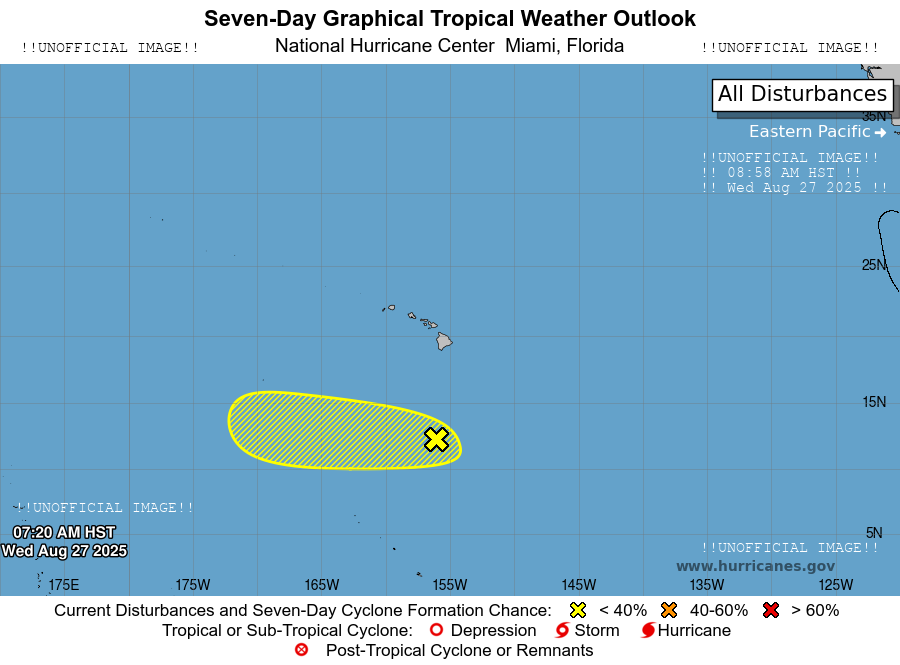 Seven-Day Graphical Tropical Weather Outlook
!!UNOFFICIAL IMAGE!! National Hurricane Center Miami, Florida !!UNOFFICIAL IMAGE!!
All Disturbances
35N
Eastern Pacific
!!UNOFFICIAL IMAGE!!
!! 08:58 AM HST !!
!! Wed Aug 27 2025 !!
25N
15N
!!UNOFFICIAL IMAGE!!
07:20 AM HST
5N
Wed Aug 27 2025
!!UNOFFICIAL IMAGE!!
www.hurricanes.gov
175E 175W 165W 155W 145W 135W 125W
Current Disturbances and Seven-Day Cyclone Formation Chance: < 40% 40-60% > 60%
Tropical or Sub-Tropical Cyclone: Depression Storm Hurricane
Post-Tropical Cyclone or Remnants